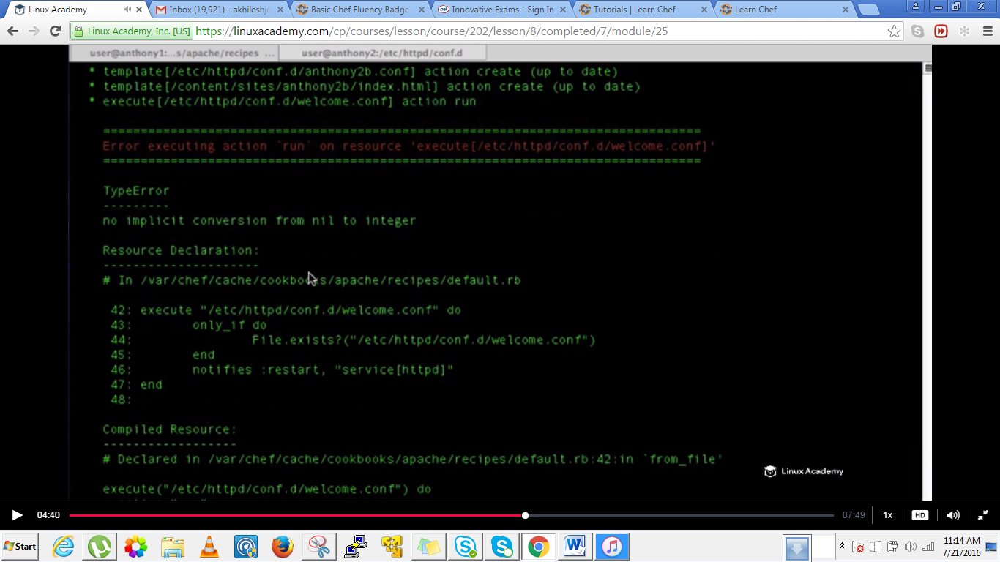 Linux Academy
Inbox (19,921) - akhileshjo
Basic Chef Fluency Badge
Innovative Exams - Sign In
Tutorials | Learn Chef
Learn Chef
Linux Academy, Inc. [US] https://linuxacademy.com/cp/courses/lesson/course/202/lesson/8/completed/7/module/25
user@anthony1:...s/apache/recipes ...
user@anthony2:/etc/httpd/conf.d
* template[/etc/httpd/conf.d/anthony2b.conf] action create (up to date)
* template[/content/sites/anthony2b/index.html] action create (up to date)
* execute[/etc/httpd/conf.d/welcome.conf] action run
================================================================================
Error executing action `run` on resource 'execute[/etc/httpd/conf.d/welcome.conf]'
================================================================================
TypeError
---------
no implicit conversion from nil to integer
Resource Declaration:
---------------------
# In /var/chef/cache/cookbooks/apache/recipes/default.rb
42: execute "/etc/httpd/conf.d/welcome.conf" do
43: only_if do
44: File.exists?("/etc/httpd/conf.d/welcome.conf")
45: end
46: notifies :restart, "service[httpd]"
47: end
48:
Compiled Resource:
------------------
# Declared in /var/chef/cache/cookbooks/apache/recipes/default.rb:42:in `from_file'
Linux Academy
execute("/etc/httpd/conf.d/welcome.conf") do
04:40
07:49
1x
HD
Start
11:14 AM
7/21/2016